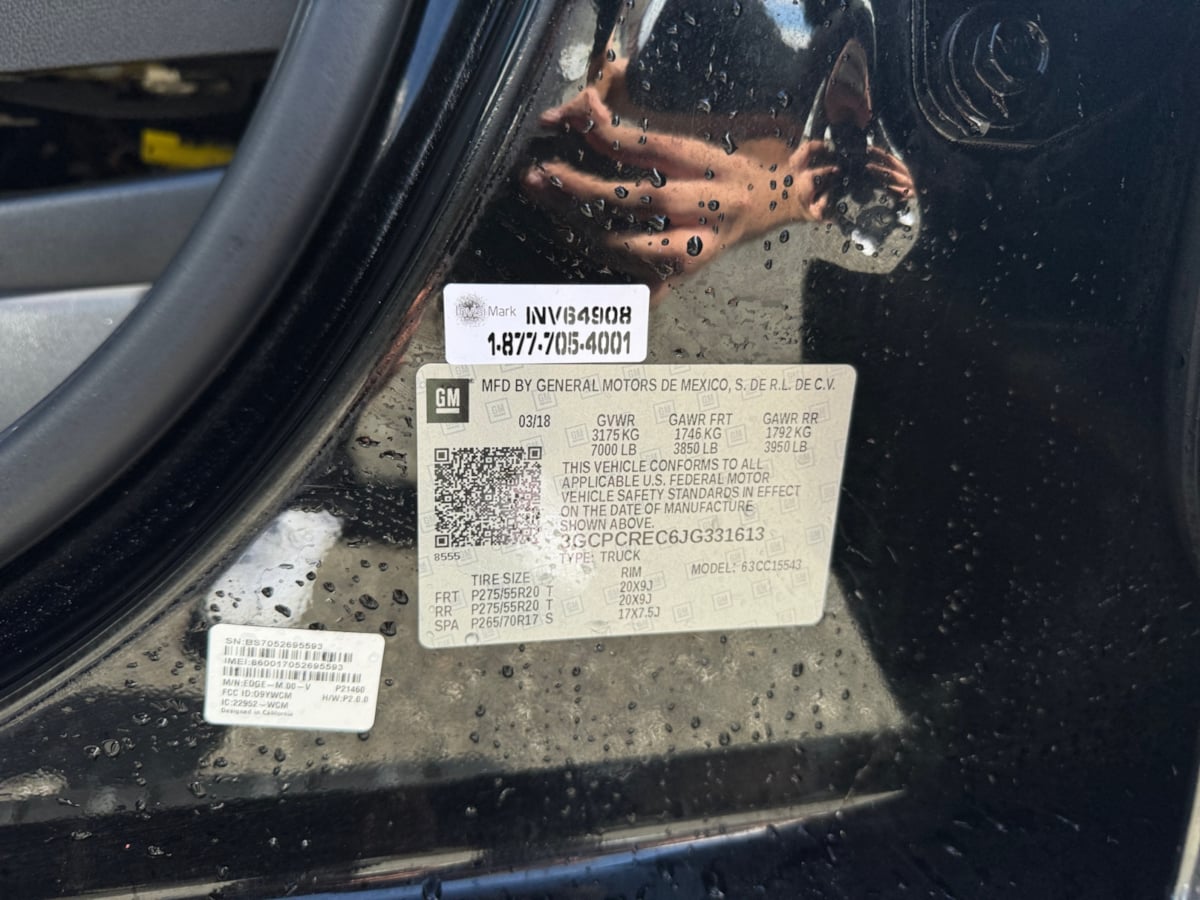 Mark INV64908
1-877-705-4001
GM MFD BY GENERAL MOTORS DE MEXICO, S. DE R.L. DE C.V.
03/18 GVWR GAWR FRT GAWR RR
3175 KG 1746 KG 1792 KG
7000 LB 3850 LB 3950 LB
THIS VEHICLE CONFORMS TO ALL
APPLICABLE U.S. FEDERAL MOTOR
VEHICLE SAFETY STANDARDS IN EFFECT
ON THE DATE OF MANUFACTURE
SHOWN ABOVE.
3GCPCREC6JG331613
8555 TYPE: TRUCK
TIRE SIZE RIM MODEL: 63CC15543
FRT P275/55R20 T 20X9J
RR P275/55R20 T 20X9J
SPA P265/70R17 S 17X7.5J
SN:BS7052695593
IMEI:860017052695593
M/N:EDGE-M.00-V P21460
FCC ID:D9YWCM H/W:P2.0.0
IC:22952-WCM
Designed in California